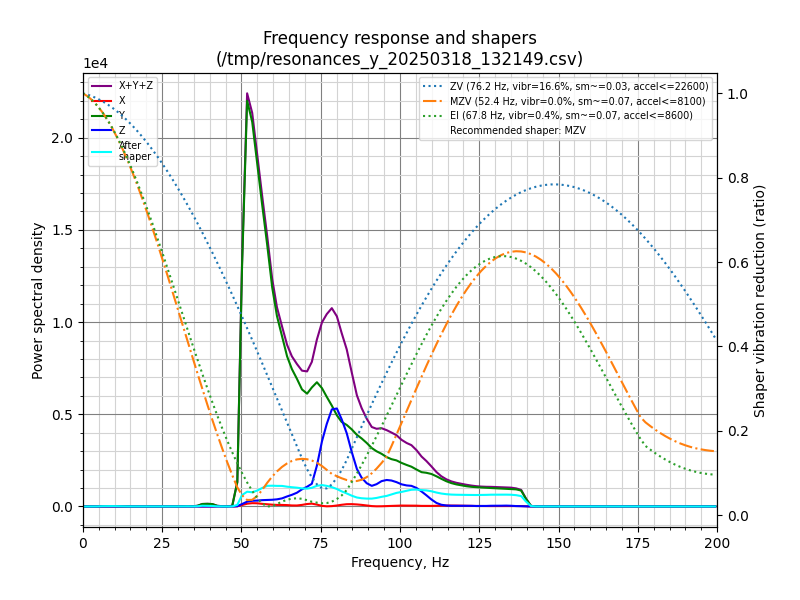 Frequency response and shapers
(/tmp/resonances_y_20250318_132149.csv)
1e4
X+Y+Z
X
Y
Z
After
shaper
ZV (76.2 Hz, vibr=16.6%, sm~=0.03, accel<=22600)
MZV (52.4 Hz, vibr=0.0%, sm~=0.07, accel<=8100)
EI (67.8 Hz, vibr=0.4%, sm~=0.07, accel<=8600)
Recommended shaper: MZV
Power spectral density
2.0
1.5
1.0
0.5
0.0
1.0
0.8
0.6
0.4
0.2
0.0
Shaper vibration reduction (ratio)
0 25 50 75 100 125 150 175 200
Frequency, Hz